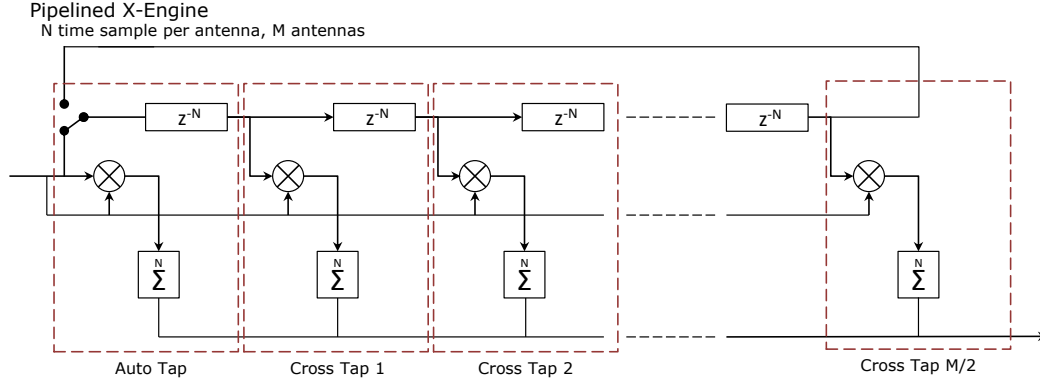 Pipelined X-Engine
N time sample per antenna, M antennas
z-N
z-N
z-N
z-N
N
Σ
N
Σ
N
Σ
N
Σ
Auto Tap
Cross Tap 1
Cross Tap 2
Cross Tap M/2